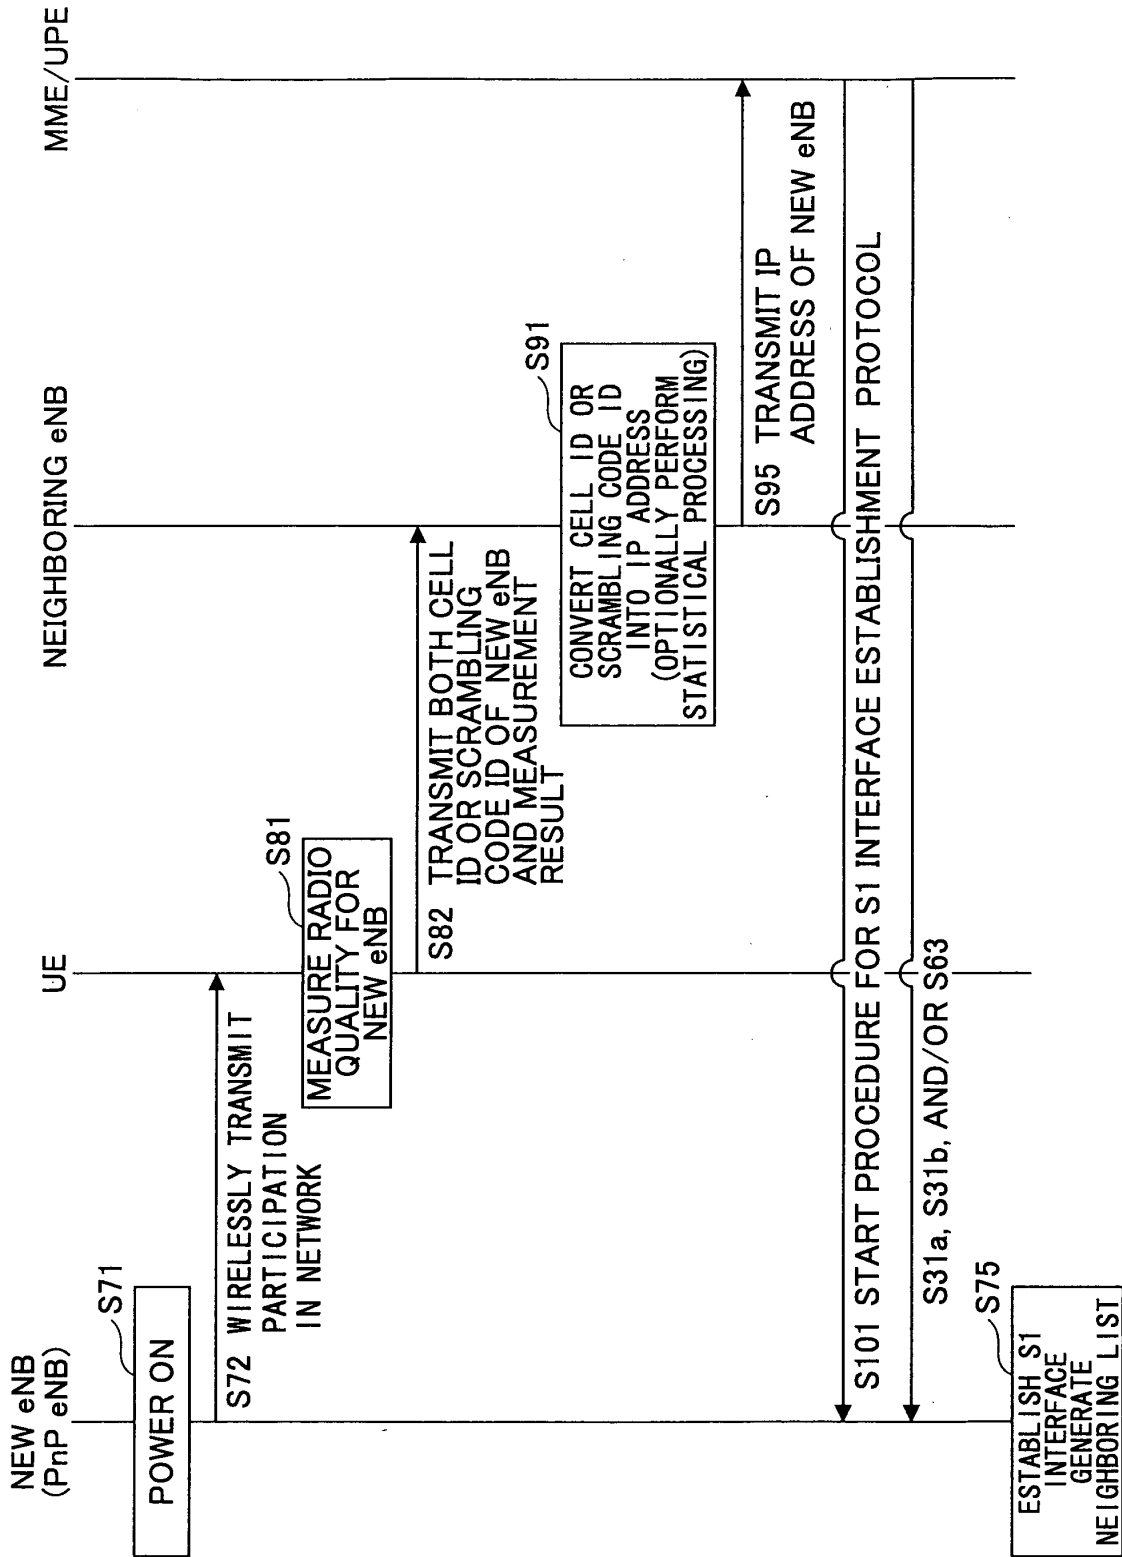 NEW eNB
(PnP eNB)
UE
NEIGHBORING eNB
MME/UPE
S71
POWER ON
S72 WIRELESSLY TRANSMIT
PARTICIPATION
IN NETWORK
S81
MEASURE RADIO
QUALITY FOR
NEW eNB
S82 TRANSMIT BOTH CELL
ID OR SCRAMBLING
CODE ID OF NEW eNB
AND MEASUREMENT
RESULT
S91
CONVERT CELL ID OR
SCRAMBLING CODE ID
INTO IP ADDRESS
(OPTIONALLY PERFORM
STATISTICAL PROCESSING)
S95 TRANSMIT IP
ADDRESS OF NEW eNB
S101 START PROCEDURE FOR S1 INTERFACE ESTABLISHMENT PROTOCOL
S31a, S31b, AND/OR S63
S75
ESTABLISH S1
INTERFACE
GENERATE
NEIGHBORING LIST